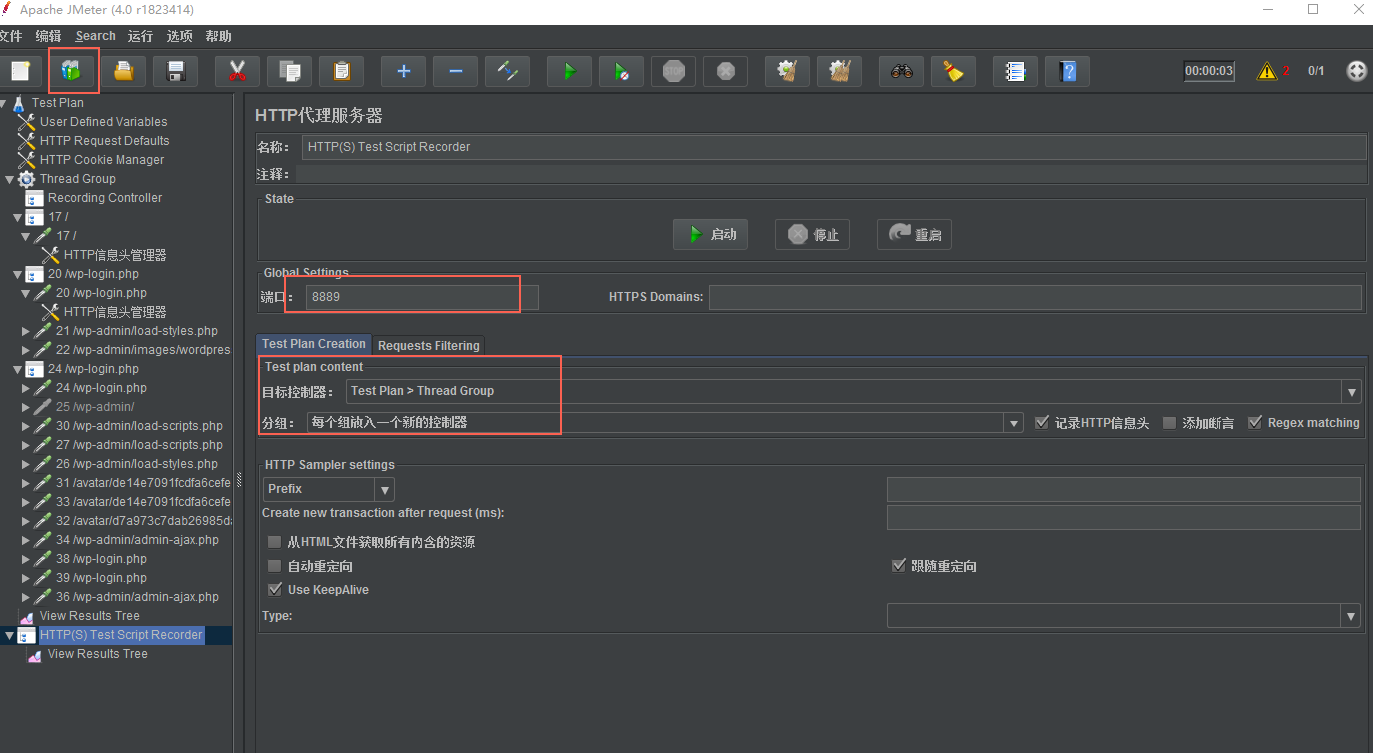 Apache JMeter (4.0 r1823414)
文件 编辑 Search 运行 选项 帮助
STOP 00:00:03 2 0/1
Test Plan
User Defined Variables
HTTP Request Defaults
HTTP Cookie Manager
Thread Group
Recording Controller
17 /
17 /
HTTP信息头管理器
20 /wp-login.php
20 /wp-login.php
HTTP信息头管理器
21 /wp-admin/load-styles.php
22 /wp-admin/images/wordpres
24 /wp-login.php
24 /wp-login.php
25 /wp-admin/
30 /wp-admin/load-scripts.php
27 /wp-admin/load-scripts.php
26 /wp-admin/load-styles.php
31 /avatar/de14e7091fcdfa6cefe
33 /avatar/de14e7091fcdfa6cefe
32 /avatar/d7a973c7dab26985d
34 /wp-admin/admin-ajax.php
38 /wp-login.php
39 /wp-login.php
36 /wp-admin/admin-ajax.php
View Results Tree
HTTP(S) Test Script Recorder
View Results Tree
HTTP代理服务器
名称： HTTP(S) Test Script Recorder
注释：
State
启动 停止 重启
Global Settings
端口： 8889 HTTPS Domains:
Test Plan Creation Requests Filtering
Test plan content
目标控制器： Test Plan > Thread Group
分组： 每个组放入一个新的控制器 记录HTTP信息头 添加断言 Regex matching
HTTP Sampler settings
Prefix
Create new transaction after request (ms):
从HTML文件获取所有内含的资源
自动重定向 跟随重定向
Use KeepAlive
Type: